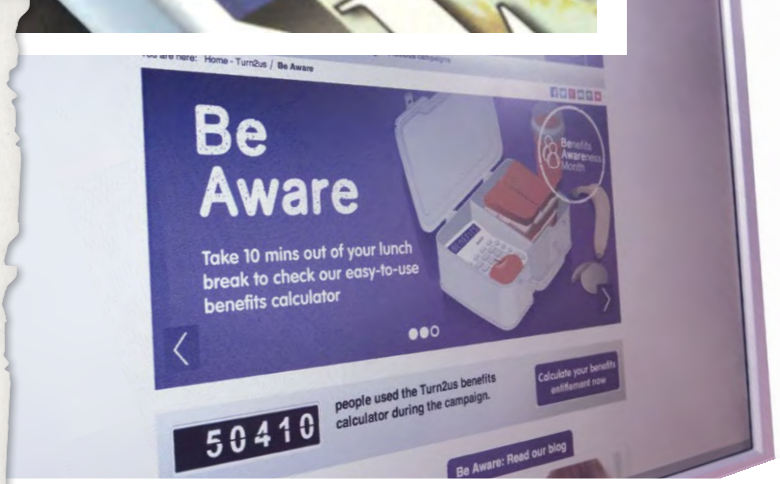 You are here: Home - Turn2us / Be Aware
Be
Aware
Benefits
Awareness
Month
Take 10 mins out of your lunch
break to check our easy-to-use
benefits calculator
50410
people used the Turn2us benefits
calculator during the campaign.
Calculate your benefits
entitlement now
Be Aware: Read our blog